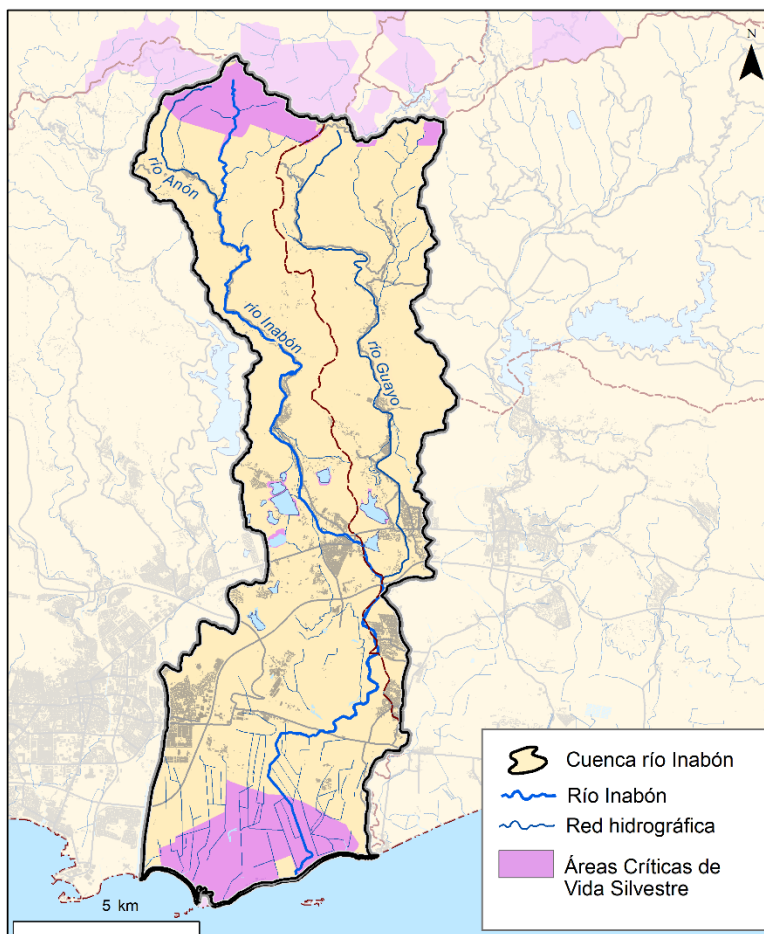 N
río Anón
río Inabón
río Guayo
Cuenca río Inabón
Río Inabón
Red hidrográfica
Áreas Críticas de
Vida Silvestre
5 km